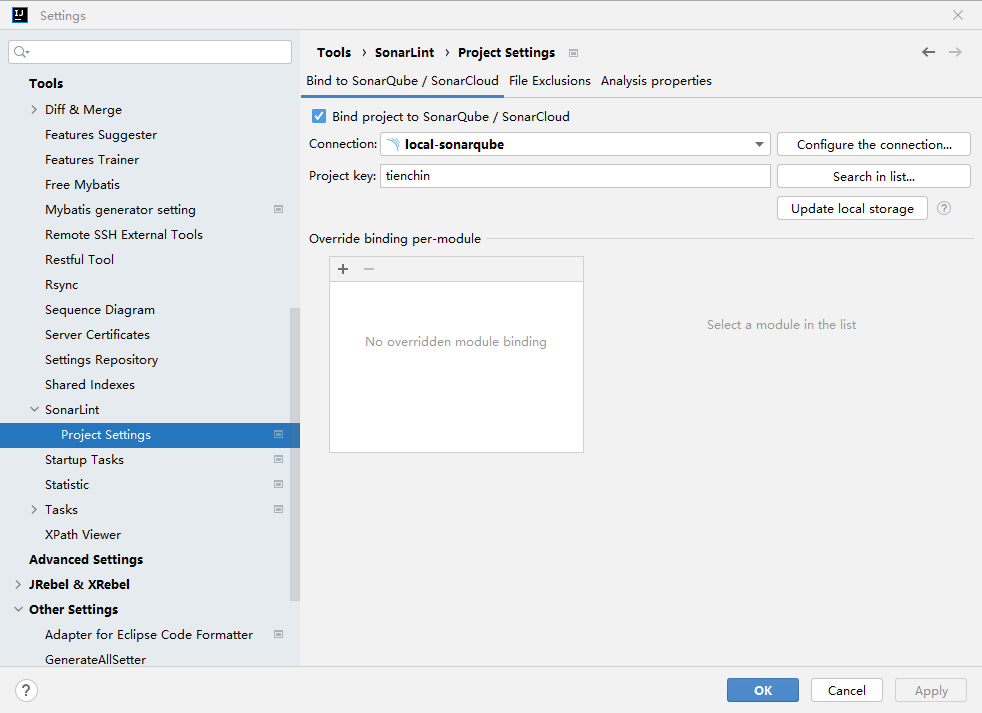 Settings
Tools
Diff & Merge
Features Suggester
Features Trainer
Free Mybatis
Mybatis generator setting
Remote SSH External Tools
Restful Tool
Rsync
Sequence Diagram
Server Certificates
Settings Repository
Shared Indexes
SonarLint
Project Settings
Startup Tasks
Statistic
Tasks
XPath Viewer
Advanced Settings
JRebel & XRebel
Other Settings
Adapter for Eclipse Code Formatter
GenerateAllSetter
Tools › SonarLint › Project Settings
Bind to SonarQube / SonarCloud File Exclusions Analysis properties
Bind project to SonarQube / SonarCloud
Connection: local-sonarqube Configure the connection...
Project key: tienchin Search in list...
Update local storage ?
Override binding per-module
No overridden module binding
Select a module in the list
? OK Cancel Apply